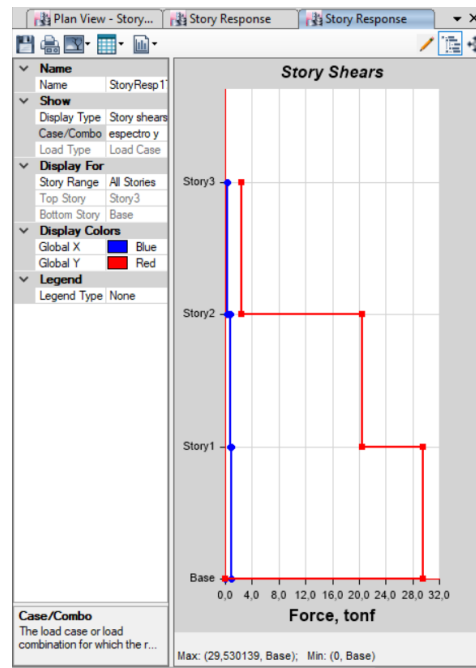 Plan View - Story... Story Response Story Response
Name
Name StoryResp1
Show
Display Type Story shears
Case/Combo espectro y
Load Type Load Case
Display For
Story Range All Stories
Top Story Story3
Bottom Story Base
Display Colors
Global X Blue
Global Y Red
Legend
Legend Type None
Case/Combo
The load case or load
combination for which the r...
Story Shears
Story3
Story2
Story1
Base
0,0 4,0 8,0 12,0 16,0 20,0 24,0 28,0 32,0
Force, tonf
Max: (29,530139, Base); Min: (0, Base)